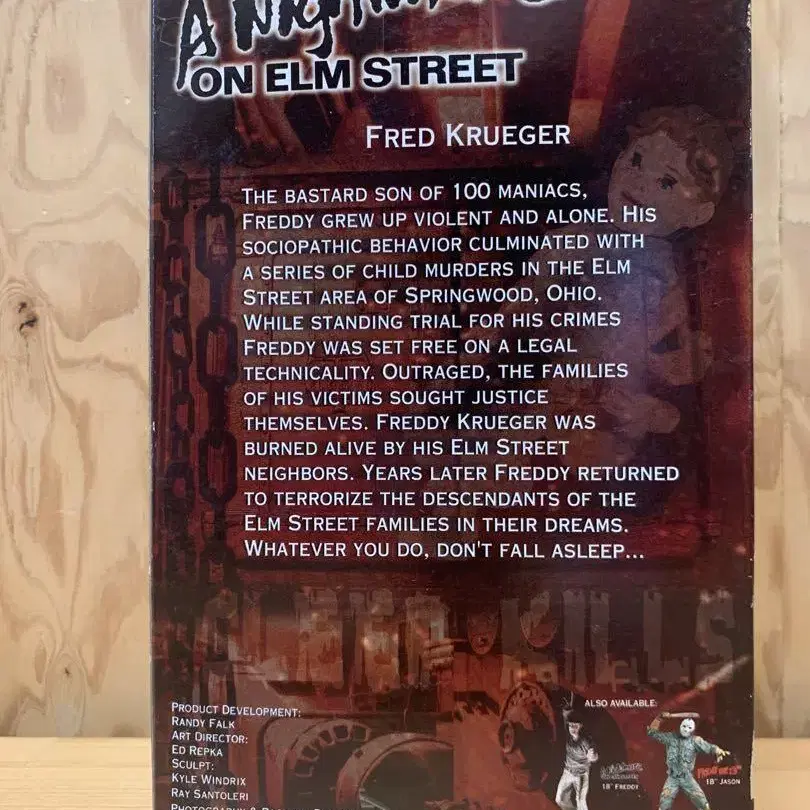 A NIGHTMARE
ON ELM STREET
FRED KRUEGER
THE BASTARD SON OF 100 MANIACS,
FREDDY GREW UP VIOLENT AND ALONE. HIS
SOCIOPATHIC BEHAVIOR CULMINATED WITH
A SERIES OF CHILD MURDERS IN THE ELM
STREET AREA OF SPRINGWOOD, OHIO.
WHILE STANDING TRIAL FOR HIS CRIMES
FREDDY WAS SET FREE ON A LEGAL
TECHNICALITY. OUTRAGED, THE FAMILIES
OF HIS VICTIMS SOUGHT JUSTICE
THEMSELVES. FREDDY KRUEGER WAS
BURNED ALIVE BY HIS ELM STREET
NEIGHBORS. YEARS LATER FREDDY RETURNED
TO TERRORIZE THE DESCENDANTS OF THE
ELM STREET FAMILIES IN THEIR DREAMS.
WHATEVER YOU DO, DON'T FALL ASLEEP...
SLEEP KILLS
PRODUCT DEVELOPMENT:
RANDY FALK
ART DIRECTOR:
ED REPKA
SCULPT:
KYLE WINDRIX
RAY SANTOLERI
ALSO AVAILABLE:
18" FREDDY
18" JASON